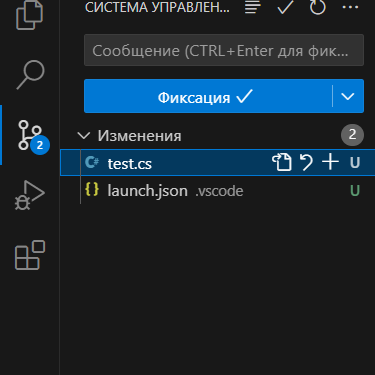 СИСТЕМА УПРАВЛЕН...
Сообщение (CTRL+Enter для фик...
Фиксация
Изменения 2
2
C# test.cs U
{} launch.json .vscode U